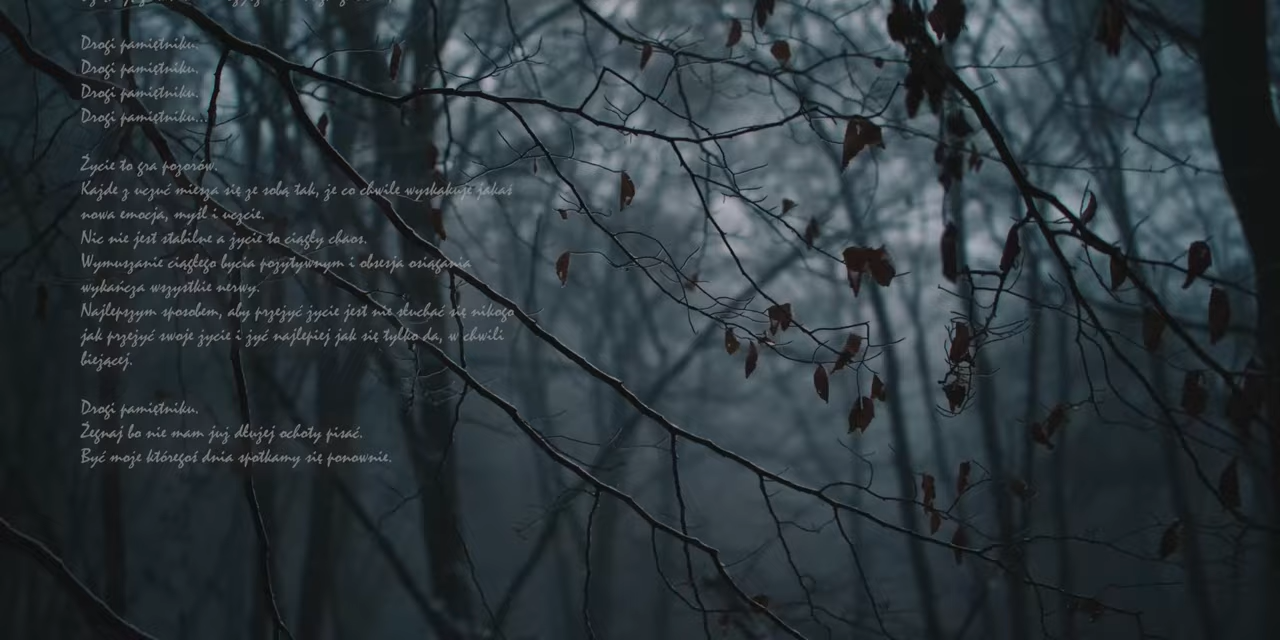 Drogi pamiętniku.
Drogi pamiętniku.
Drogi pamiętniku.
Drogi pamiętniku...
Życie to gra pozorów.
Każde z uczuć miesza się ze sobą tak, że co chwile wyskakuje jakaś
nowa emocja, myśl i uczcie.
Nic nie jest stabilne a życie to ciągły chaos.
Wymuszanie ciągłego bycia pozytywnym i obsesja osiągania
wykańcza wszystkie nerwy.
Najlepszym sposobem, aby przeżyć życie jest nie słuchać się nikogo
jak przeżyć swoje życie i żyć najlepiej jak się tylko da, w chwili
bieżącej.
Drogi pamiętniku.
Żegnaj bo nie mam już dłużej ochoty pisać.
Być może któregoś dnia spotkamy się ponownie.